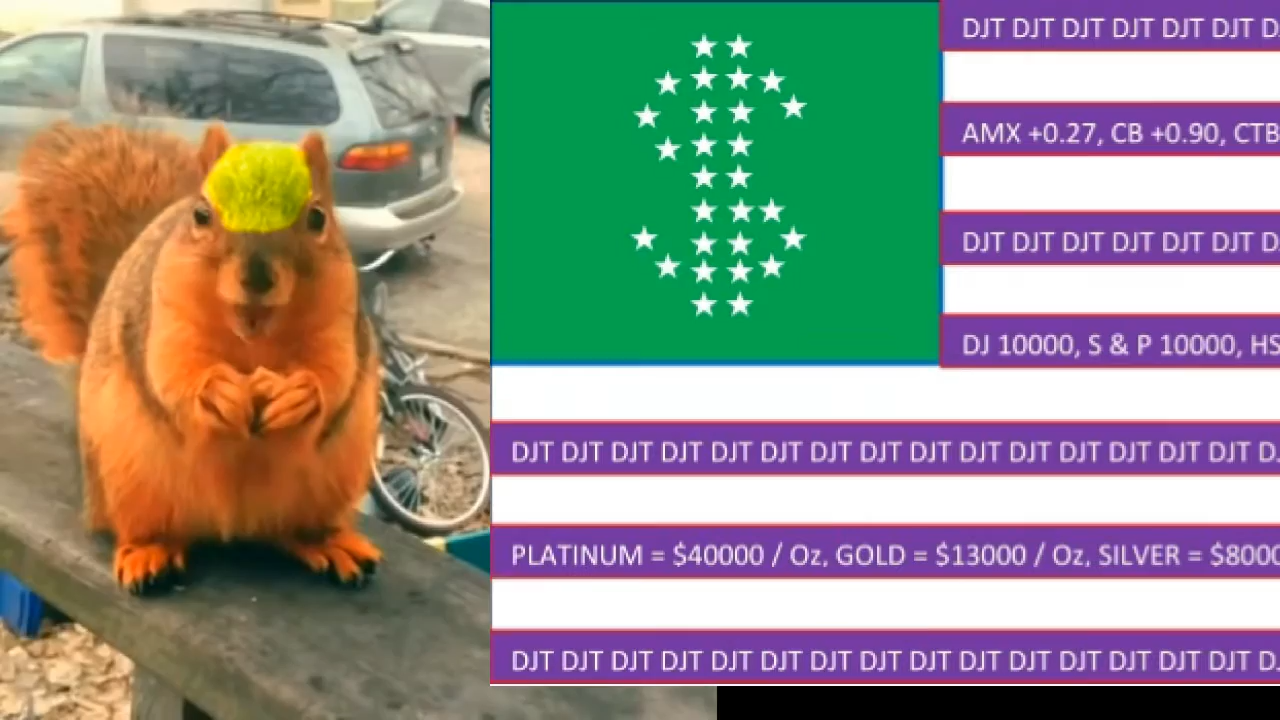 DJT DJT DJT DJT DJT DJT
AMX +0.27, CB +0.90, CTB
DJT DJT DJT DJT DJT DJT
DJ 10000, S & P 10000, HS
DJT DJT DJT DJT DJT DJT DJT DJT DJT DJT DJT DJT DJT DJT DJT
PLATINUM = $40000 / Oz, GOLD = $13000 / Oz, SILVER = $8000
DJT DJT DJT DJT DJT DJT DJT DJT DJT DJT DJT DJT DJT DJT DJT